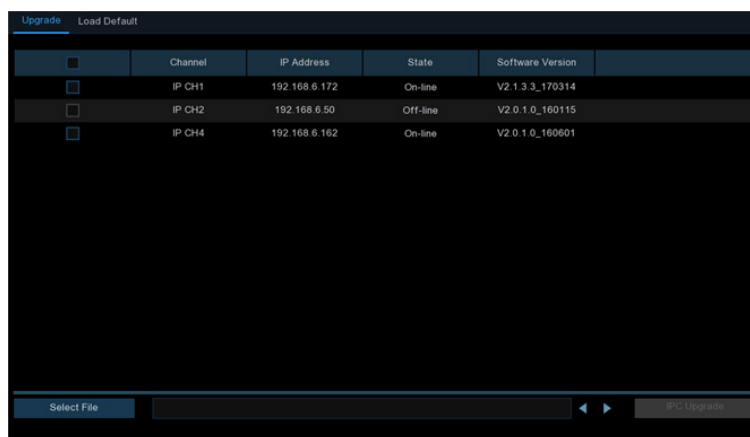 Upgrade Load Default
Channel IP Address State Software Version
IP CH1 192.168.6.172 On-line V2.1.3.3_170314
IP CH2 192.168.6.50 Off-line V2.0.1.0_160115
IP CH4 192.168.6.162 On-line V2.0.1.0_160601
Select File IPC Upgrade